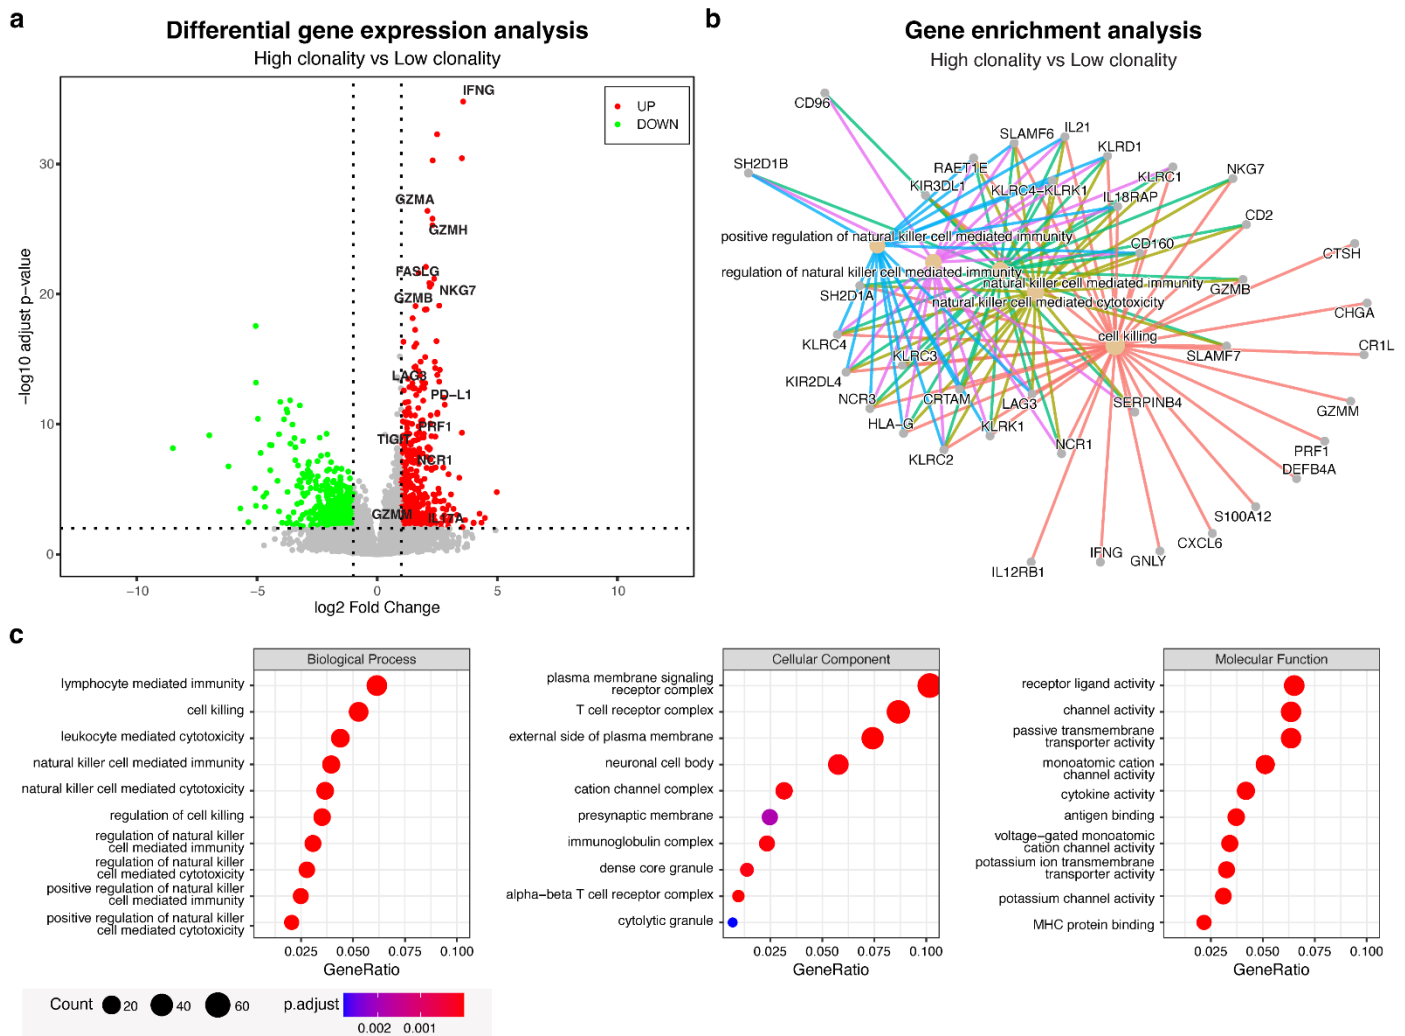 a
Differential gene expression analysis
High clonality vs Low clonality
UP
DOWN
IFNG
GZMA
GZMH
FASLG
NKG7
GZMB
LAG3
PD-L1
PRF1
TIGIT
NCR1
GZMM
IL17A
−log10 adjust p−value
30
20
10
0
−10
−5
0
5
10
log2 Fold Change
b
Gene enrichment analysis
High clonality vs Low clonality
CD96
SH2D1B
SLAMF6
IL21
RAET1E
KLRD1
KIR3DL1
KLRC4−KLRK1
KLRC1
NKG7
IL18RAP
CD2
positive regulation of natural killer cell mediated immunity
CD160
CTSH
regulation of natural killer cell mediated immunity
natural killer cell mediated immunity
GZMB
SH2D1A
natural killer cell mediated cytotoxicity
CHGA
cell killing
KLRC4
KLRC3
SLAMF7
CR1L
KIR2DL4
NCR3
CRTAM
LAG3
SERPINB4
GZMM
HLA−G
KLRK1
NCR1
PRF1
KLRC2
DEFB4A
S100A12
CXCL6
IFNG
GNLY
IL12RB1
c
Biological Process
lymphocyte mediated immunity
cell killing
leukocyte mediated cytotoxicity
natural killer cell mediated immunity
natural killer cell mediated cytotoxicity
regulation of cell killing
regulation of natural killer
cell mediated immunity
regulation of natural killer
cell mediated cytotoxicity
positive regulation of natural killer
cell mediated immunity
positive regulation of natural killer
cell mediated cytotoxicity
0.025
0.050
0.075
0.100
GeneRatio
Cellular Component
plasma membrane signaling
receptor complex
T cell receptor complex
external side of plasma membrane
neuronal cell body
cation channel complex
presynaptic membrane
immunoglobulin complex
dense core granule
alpha−beta T cell receptor complex
cytolytic granule
0.025
0.050
0.075
0.100
GeneRatio
Molecular Function
receptor ligand activity
channel activity
passive transmembrane
transporter activity
monoatomic cation
channel activity
cytokine activity
antigen binding
voltage-gated monoatomic
cation channel activity
potassium ion transmembrane
transporter activity
potassium channel activity
MHC protein binding
0.025
0.050
0.075
0.100
GeneRatio
Count
20
40
60
p.adjust
0.002
0.001